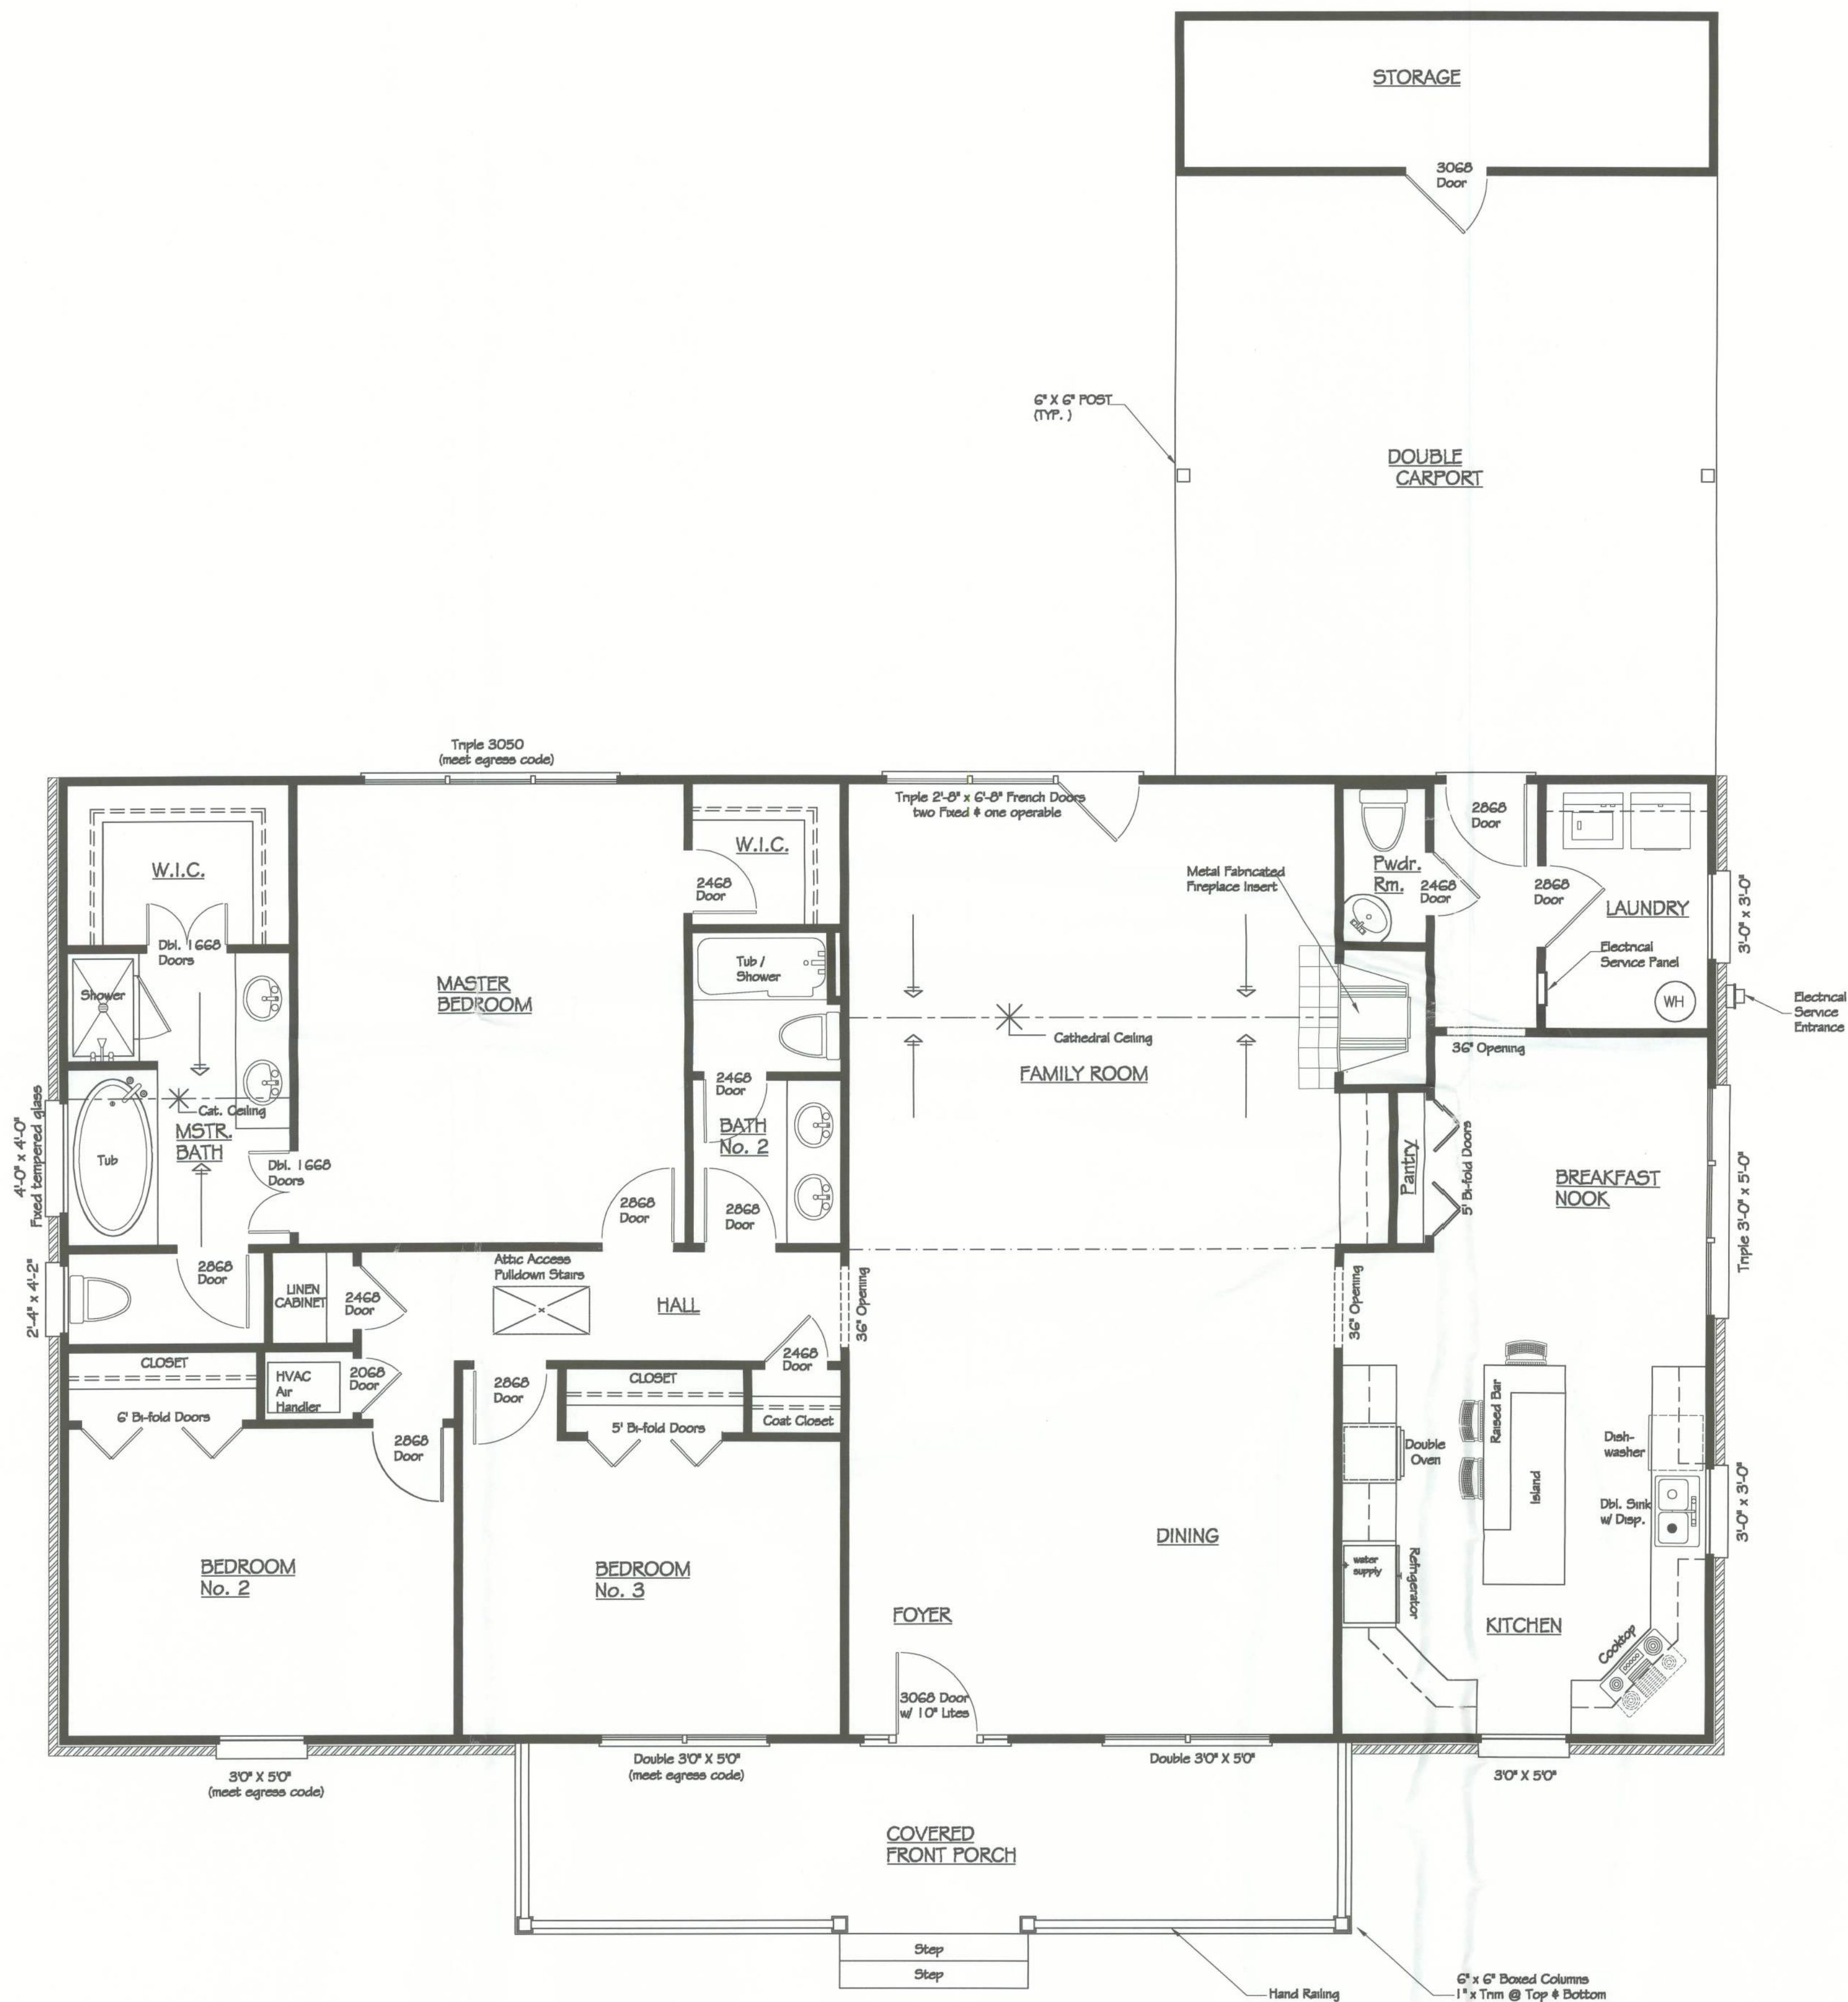 STORAGE
3068
Door
6" X 6" POST
(TYP. )
DOUBLE
CARPORT
Triple 3050
(meet egress code)
Triple 2'-8" x 6'-8" French Doors
two Fixed & one operable
2868
Door
W.I.C.
W.I.C.
2468
Door
Metal Fabricated
Fireplace Insert
Pwdr.
Rm.
2468
Door
2868
Door
LAUNDRY
3'-0" x 3'-0"
Dbl. 1668
Doors
Electrical
Service Panel
WH
Electrical
Service
Entrance
Shower
MASTER
BEDROOM
Tub /
Shower
Cathedral Ceiling
FAMILY ROOM
36" Opening
2468
Door
Cat. Ceiling
MSTR.
BATH
BATH
No. 2
4'-0" x 4'-0"
Fixed tempered glass
Tub
Dbl. 1668
Doors
Pantry
5' Bi-fold Doors
BREAKFAST
NOOK
Triple 3'-0" x 5'-0"
2868
Door
2868
Door
2868
Door
Attic Access
Pulldown Stairs
2'-4" x 4'-2"
LINEN
CABINET
2468
Door
HALL
36" Opening
36" Opening
2468
Door
CLOSET
HVAC
Air
Handler
2068
Door
2868
Door
CLOSET
Coat Closet
6' Bi-fold Doors
5' Bi-fold Doors
2868
Door
Double
Oven
Raised Bar
Island
Dish-
washer
Dbl. Sink
w/ Disp.
3'-0" x 3'-0"
BEDROOM
No. 2
BEDROOM
No. 3
DINING
water
supply
Refrigerator
FOYER
KITCHEN
Cooktop
3068 Door
w/ 10" Lites
3'0" X 5'0"
(meet egress code)
Double 3'0" X 5'0"
(meet egress code)
Double 3'0" X 5'0"
3'0" X 5'0"
COVERED
FRONT PORCH
Step
Step
Hand Railing
6" x 6" Boxed Columns
1" x Trim @ Top & Bottom